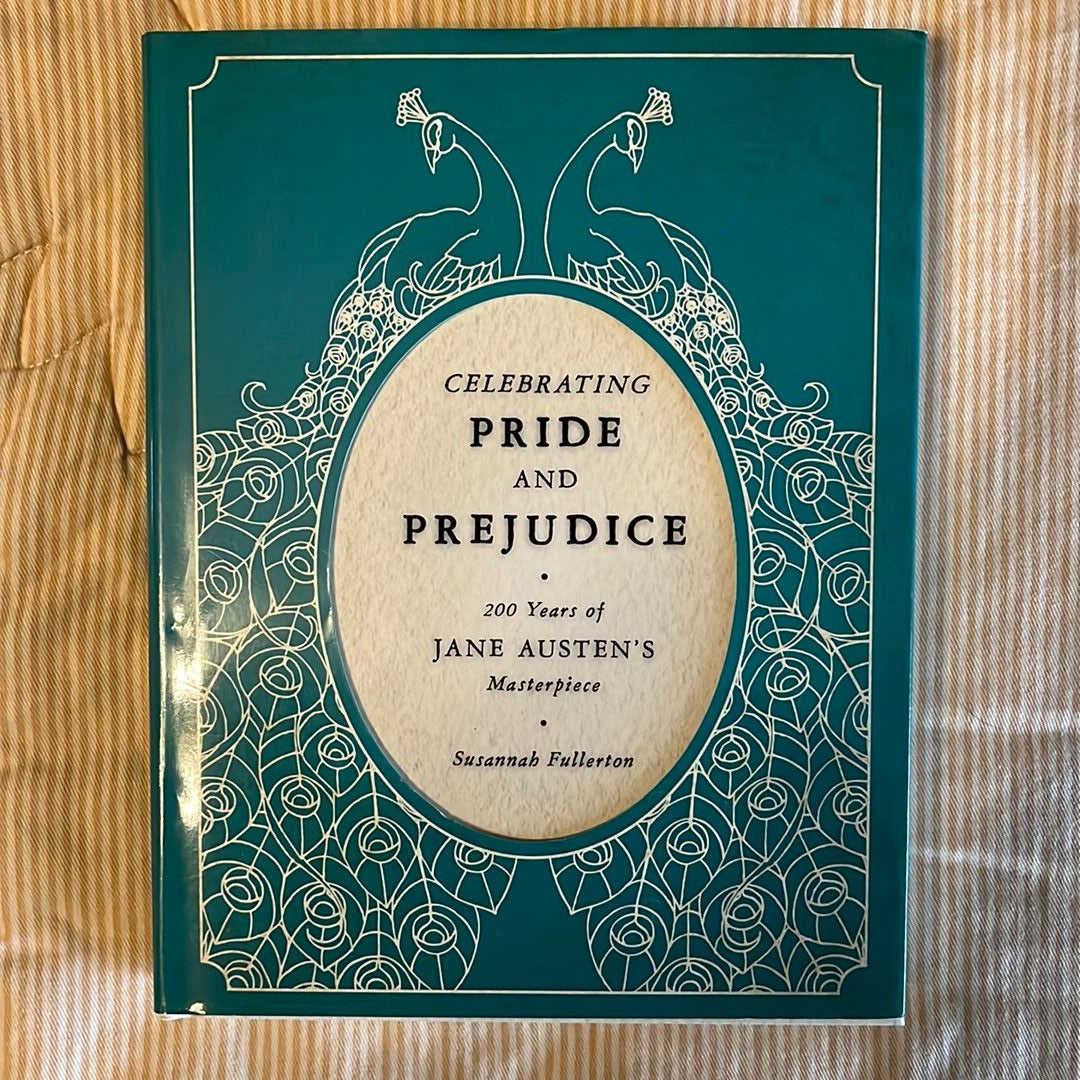 CELEBRATING
PRIDE
AND
PREJUDICE
•
200 Years of
JANE AUSTEN'S
Masterpiece
•
Susannah Fullerton